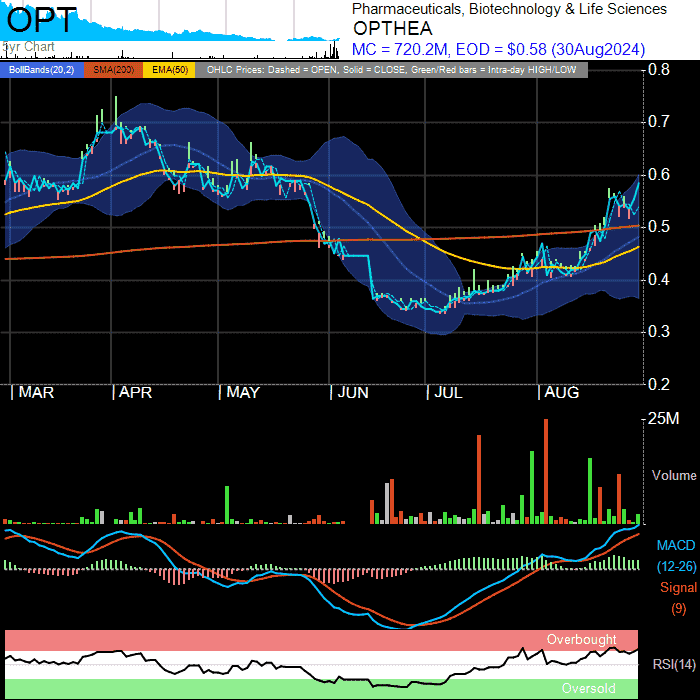 OPT
5yr Chart
Pharmaceuticals, Biotechnology & Life Sciences
OPTHEA
MC = 720.2M, EOD = $0.58 (30Aug2024)
BollBands(20,2) SMA(200) EMA(50) OHLC Prices: Dashed = OPEN, Solid = CLOSE, Green/Red bars = Intra-day HIGH/LOW
0.8
0.7
0.6
0.5
0.4
0.3
0.2
MAR APR MAY JUN JUL AUG
25M
Volume
MACD
(12-26)
Signal
(9)
Overbought
RSI(14)
Oversold